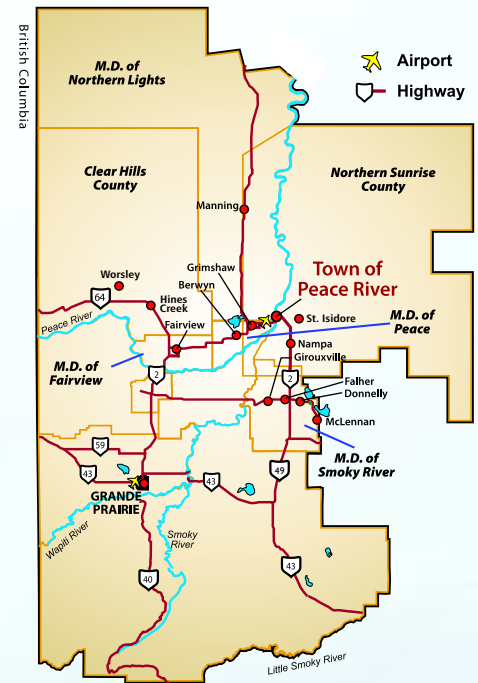 British Columbia
M.D. of
Northern Lights
Airport
Highway
Clear Hills
County
Northern Sunrise
County
Manning
Grimshaw
Berwyn
Town of
Peace River
Worsley
64
Hines
Creek
Peace River
Fairview
St. Isidore
M.D. of
Peace
Nampa
Girouxville
M.D. of
Fairview
2
2
Falher
Donnelly
McLennan
M.D. of
Smoky River
59
43
43
49
GRANDE
PRAIRIE
Wapiti River
Smoky
River
40
43
Little Smoky River